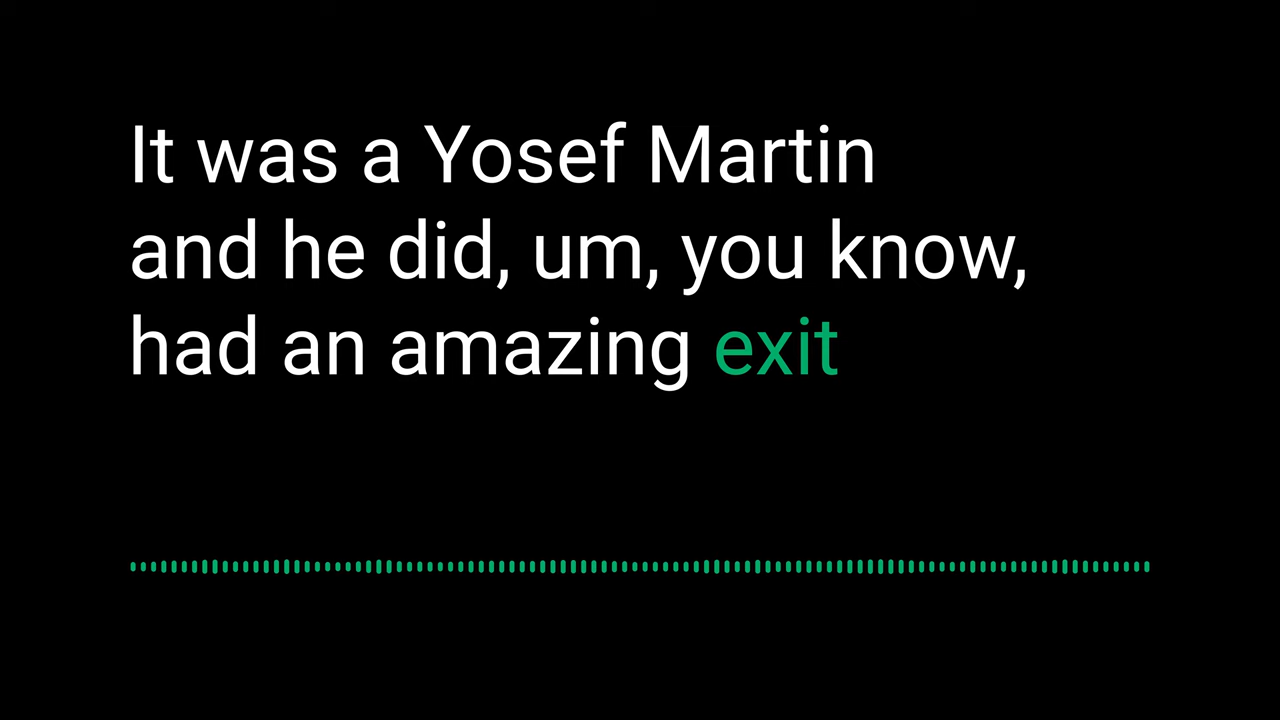 It was a Yosef Martin
and he did, um, you know,
had an amazing exit